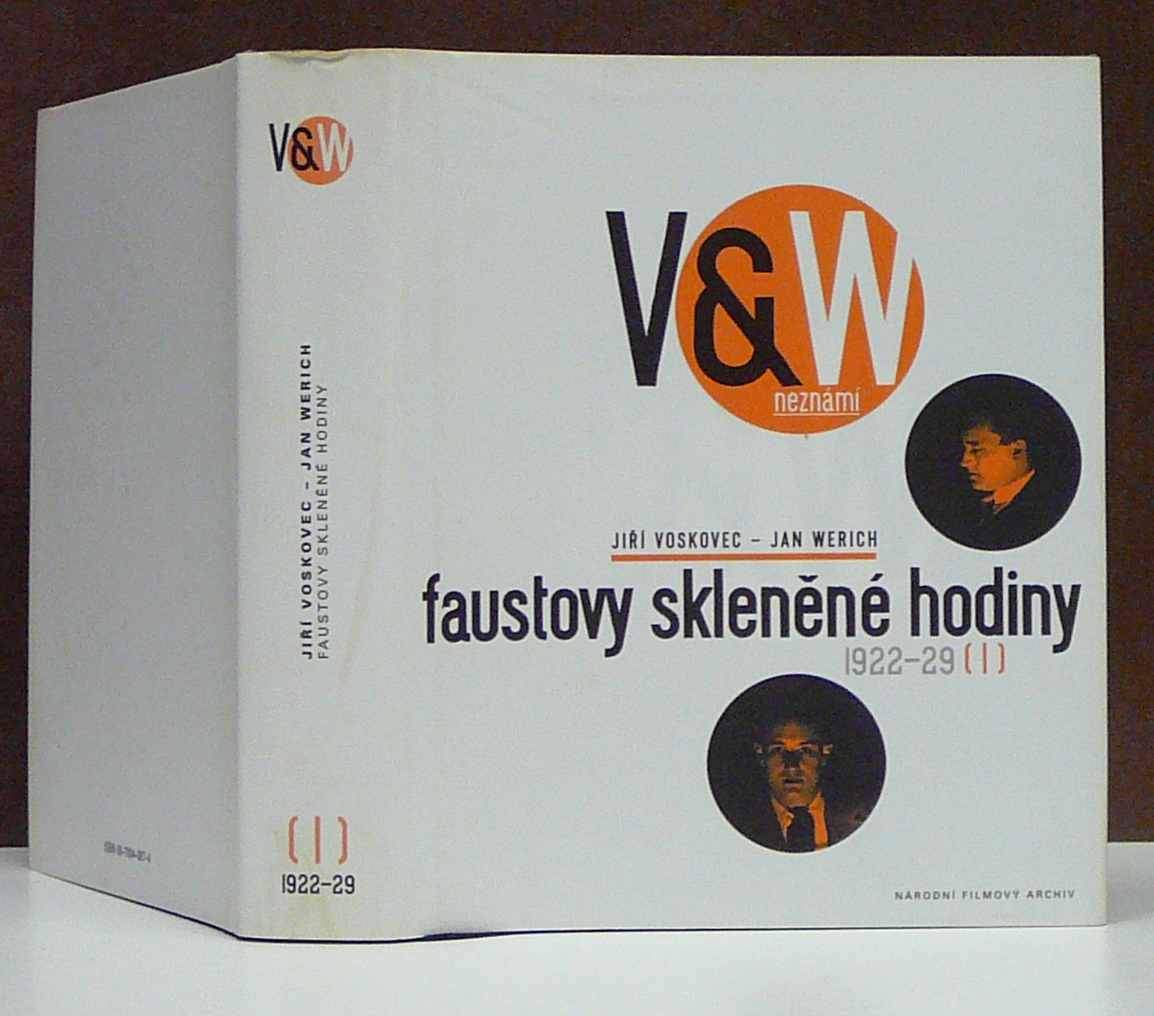 V&W
JIŘÍ VOSKOVEC – JAN WERICH
FAUSTOVY SKLENĚNÉ HODINY
( I )
1922–29
V&W
neznámí
JIŘÍ VOSKOVEC – JAN WERICH
faustovy skleněné hodiny
1922–29 ( I )
NÁRODNÍ FILMOVÝ ARCHIV